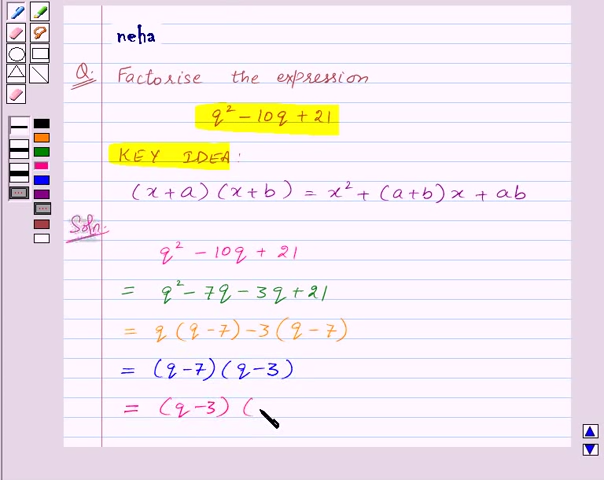 neha
Q. Factorise the expression
q² - 10q + 21
KEY IDEA:
(x+a) (x+b) = x² + (a+b)x + ab
Soln:
q² - 10q + 21
= q² - 7q - 3q + 21
= q (q-7) - 3 (q-7)
= (q-7) (q-3)
= (q-3) (